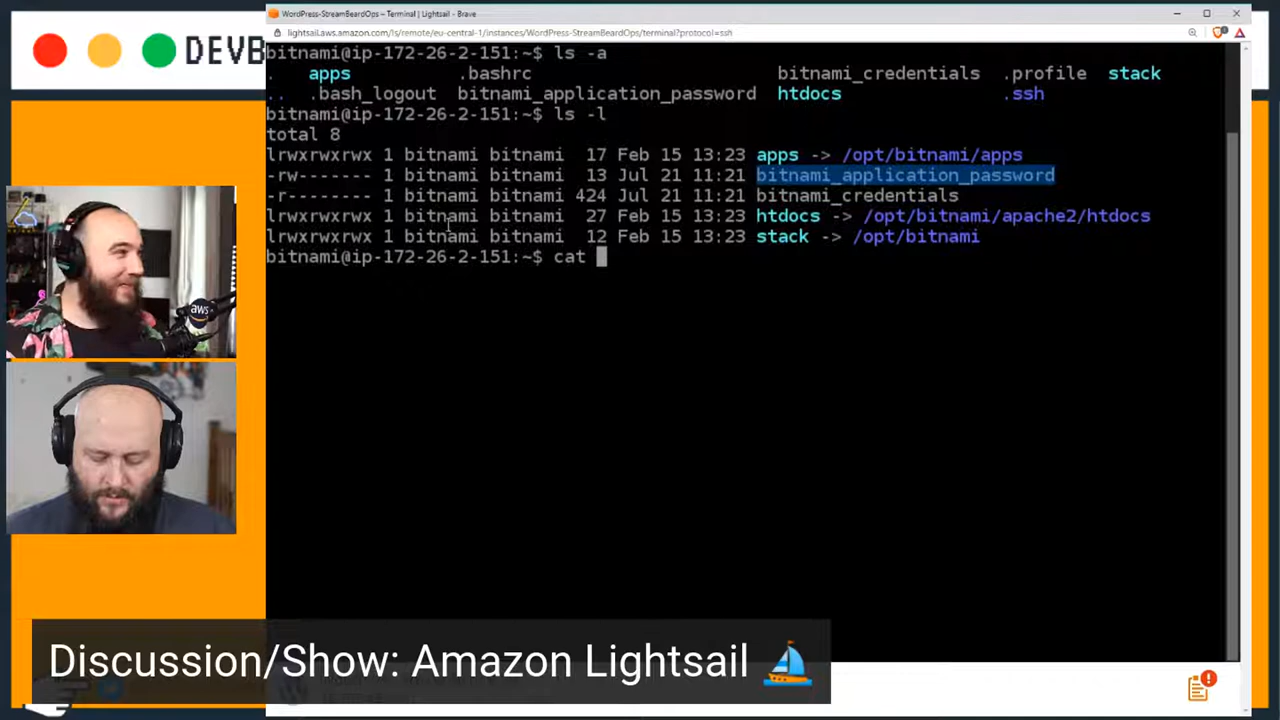 DEVB
WordPress-StreamBeardOps – Terminal | Lightsail - Brave
lightsail.aws.amazon.com/ls/remote/eu-central-1/instances/WordPress-StreamBeardOps/terminal?protocol=ssh
bitnami@ip-172-26-2-151:~$ ls -a
. apps .bashrc bitnami_credentials .profile stack
.. .bash_logout bitnami_application_password htdocs .ssh
bitnami@ip-172-26-2-151:~$ ls -l
total 8
lrwxrwxrwx 1 bitnami bitnami 17 Feb 15 13:23 apps -> /opt/bitnami/apps
-rw------- 1 bitnami bitnami 13 Jul 21 11:21 bitnami_application_password
-r-------- 1 bitnami bitnami 424 Jul 21 11:21 bitnami_credentials
lrwxrwxrwx 1 bitnami bitnami 27 Feb 15 13:23 htdocs -> /opt/bitnami/apache2/htdocs
lrwxrwxrwx 1 bitnami bitnami 12 Feb 15 13:23 stack -> /opt/bitnami
bitnami@ip-172-26-2-151:~$ cat
aws
Discussion/Show: Amazon Lightsail